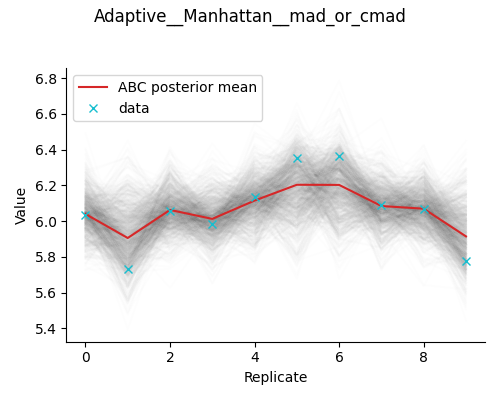 Adaptive__Manhattan__mad_or_cmad
ABC posterior mean
data
6.8
6.6
6.4
6.2
6.0
5.8
5.6
5.4
Value
0 2 4 6 8
Replicate